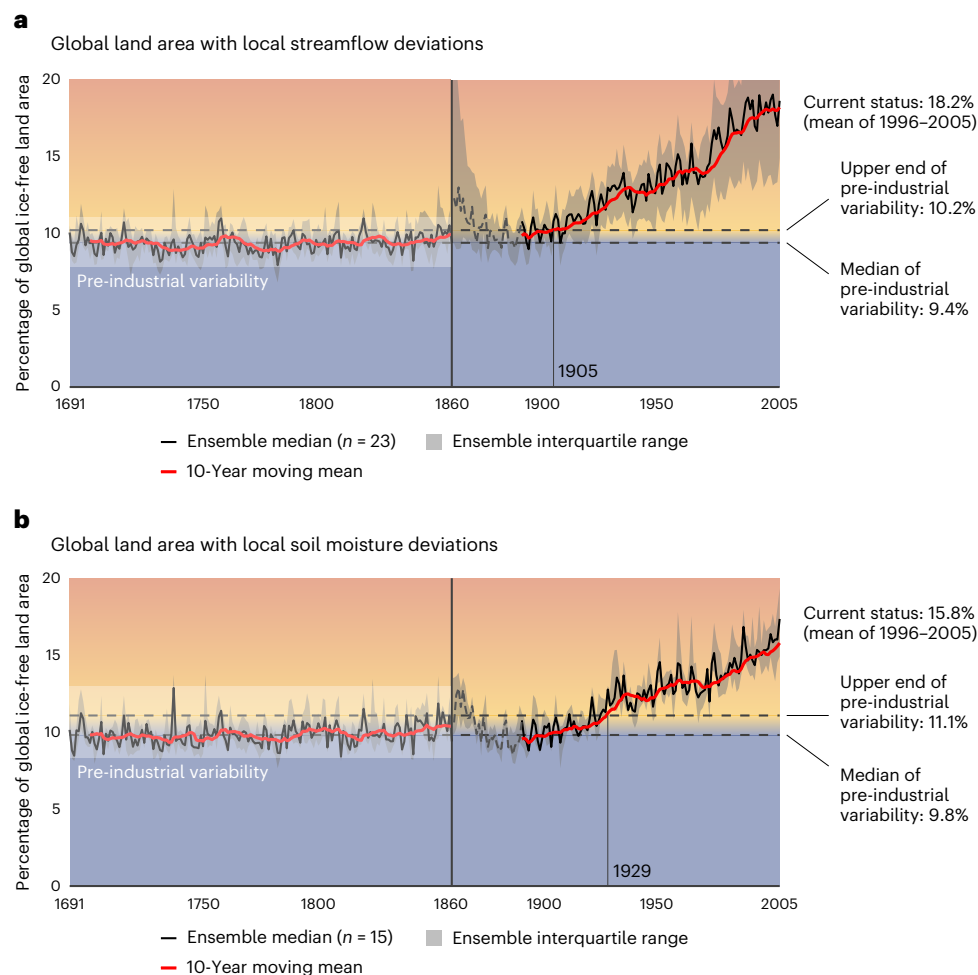 a
Global land area with local streamflow deviations
Percentage of global ice-free land area
20
15
10
5
0
Pre-industrial variability
1905
1691
1750
1800
1860
1900
1950
2005
Current status: 18.2%
(mean of 1996–2005)
Upper end of
pre-industrial
variability: 10.2%
Median of
pre-industrial
variability: 9.4%
Ensemble median (n = 23)
Ensemble interquartile range
10-Year moving mean
b
Global land area with local soil moisture deviations
Percentage of global ice-free land area
20
15
10
5
0
Pre-industrial variability
1929
1691
1750
1800
1860
1900
1950
2005
Current status: 15.8%
(mean of 1996–2005)
Upper end of
pre-industrial
variability: 11.1%
Median of
pre-industrial
variability: 9.8%
Ensemble median (n = 15)
Ensemble interquartile range
10-Year moving mean